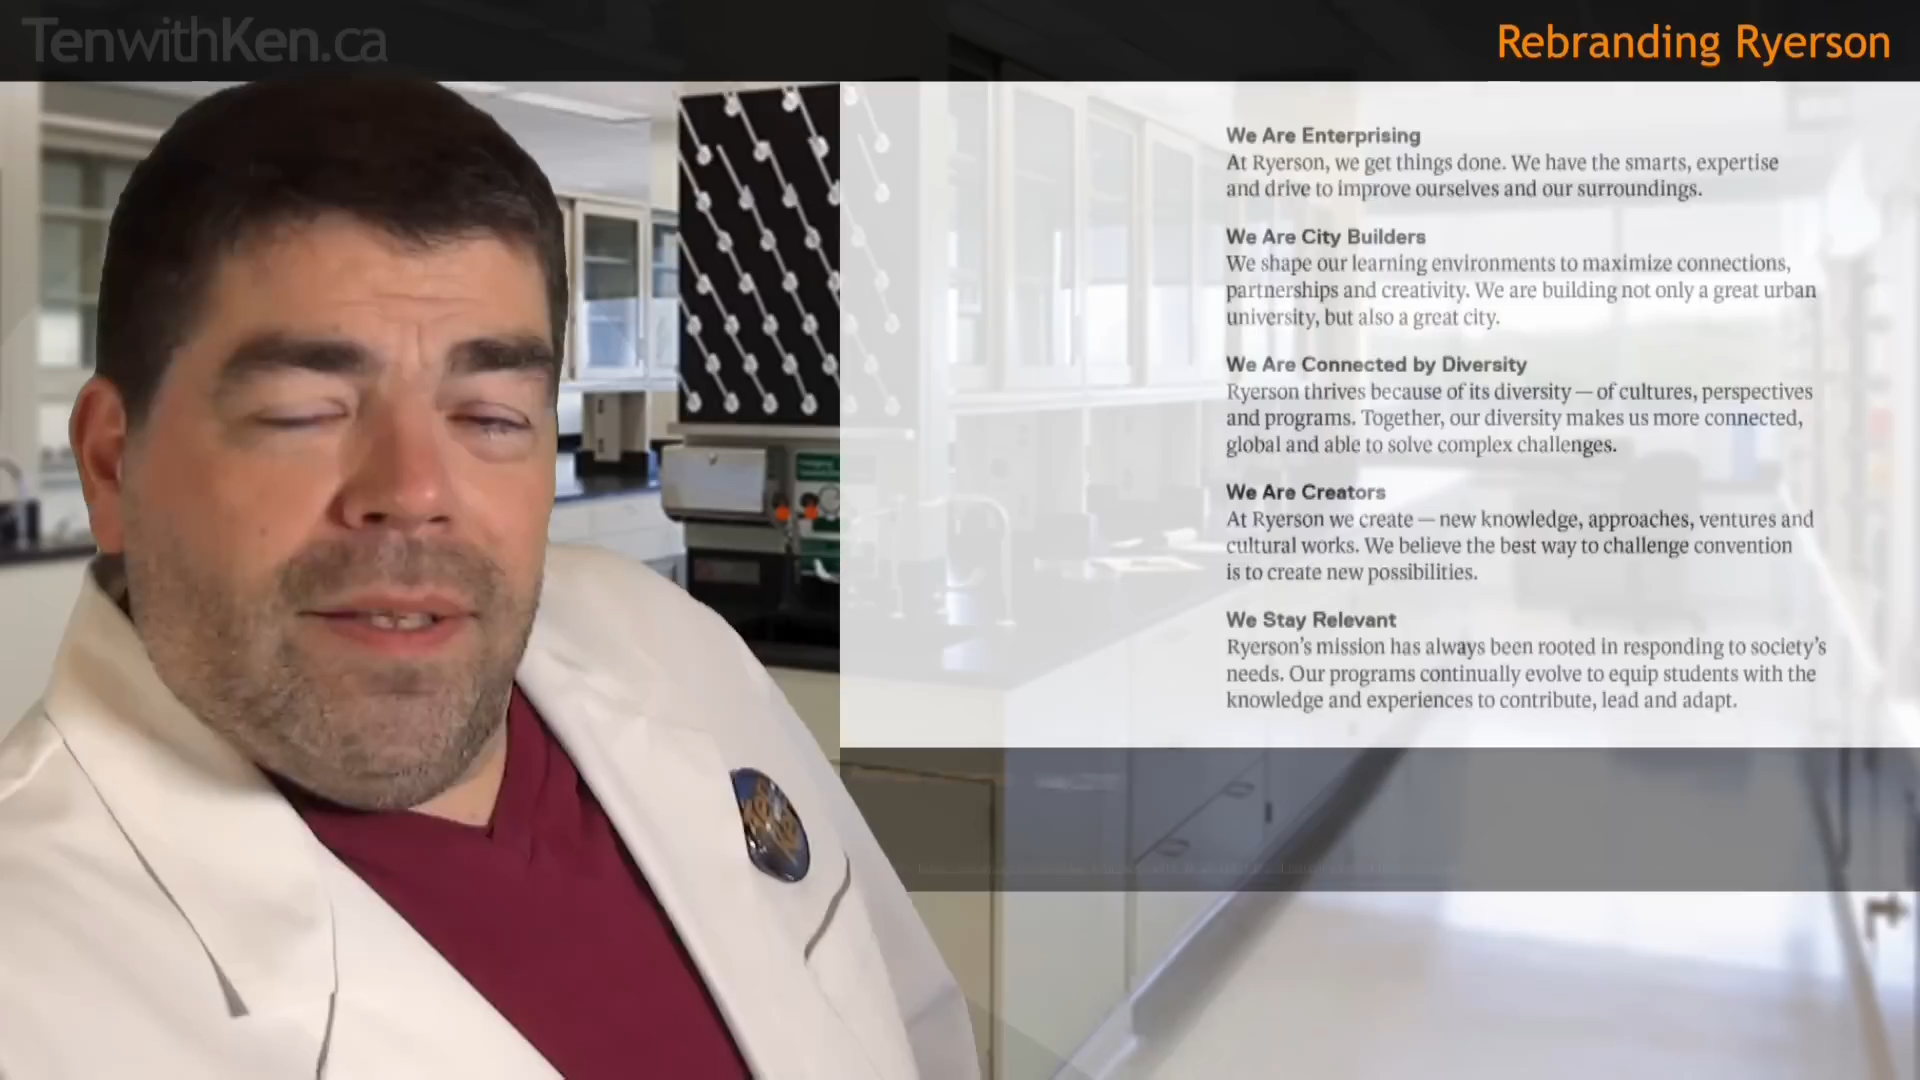 TenwithKen.ca
Rebranding Ryerson
We Are Enterprising
At Ryerson, we get things done. We have the smarts, expertise
and drive to improve ourselves and our surroundings.
We Are City Builders
We shape our learning environments to maximize connections,
partnerships and creativity. We are building not only a great urban
university, but also a great city.
We Are Connected by Diversity
Ryerson thrives because of its diversity — of cultures, perspectives
and programs. Together, our diversity makes us more connected,
global and able to solve complex challenges.
We Are Creators
At Ryerson we create — new knowledge, approaches, ventures and
cultural works. We believe the best way to challenge convention
is to create new possibilities.
We Stay Relevant
Ryerson's mission has always been rooted in responding to society's
needs. Our programs continually evolve to equip students with the
knowledge and experiences to contribute, lead and adapt.